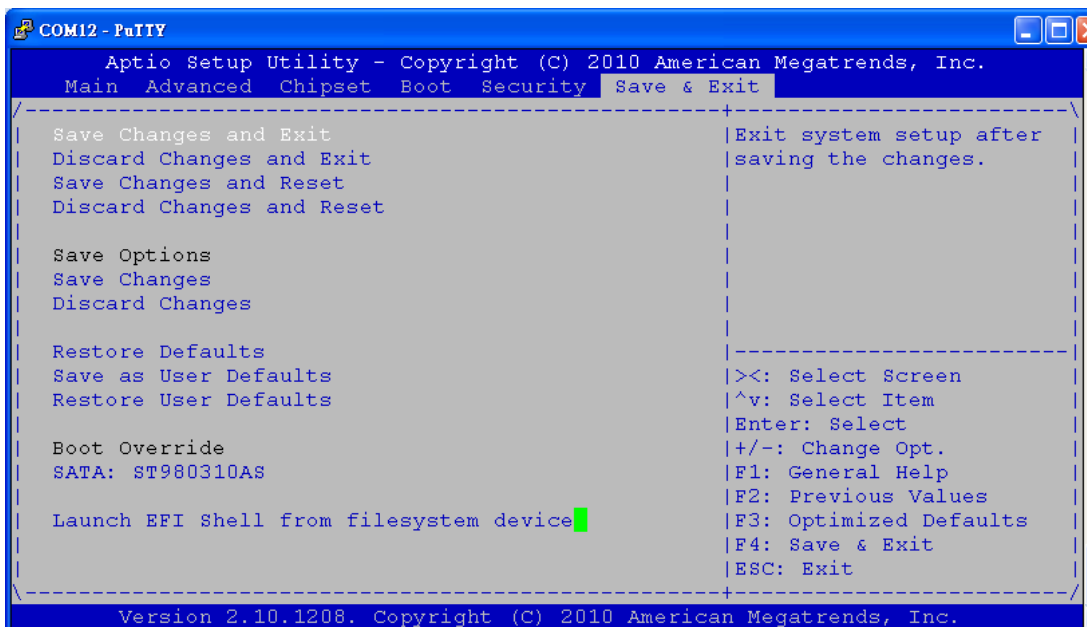 COM12 - PuTTY
Aptio Setup Utility - Copyright (C) 2010 American Megatrends, Inc.
Main Advanced Chipset Boot Security Save & Exit
Save Changes and Exit
Discard Changes and Exit
Save Changes and Reset
Discard Changes and Reset
Save Options
Save Changes
Discard Changes
Restore Defaults
Save as User Defaults
Restore User Defaults
Boot Override
SATA: ST980310AS
Launch EFI Shell from filesystem device
Exit system setup after
saving the changes.
><: Select Screen
^v: Select Item
Enter: Select
+/-: Change Opt.
F1: General Help
F2: Previous Values
F3: Optimized Defaults
F4: Save & Exit
ESC: Exit
Version 2.10.1208. Copyright (C) 2010 American Megatrends, Inc.